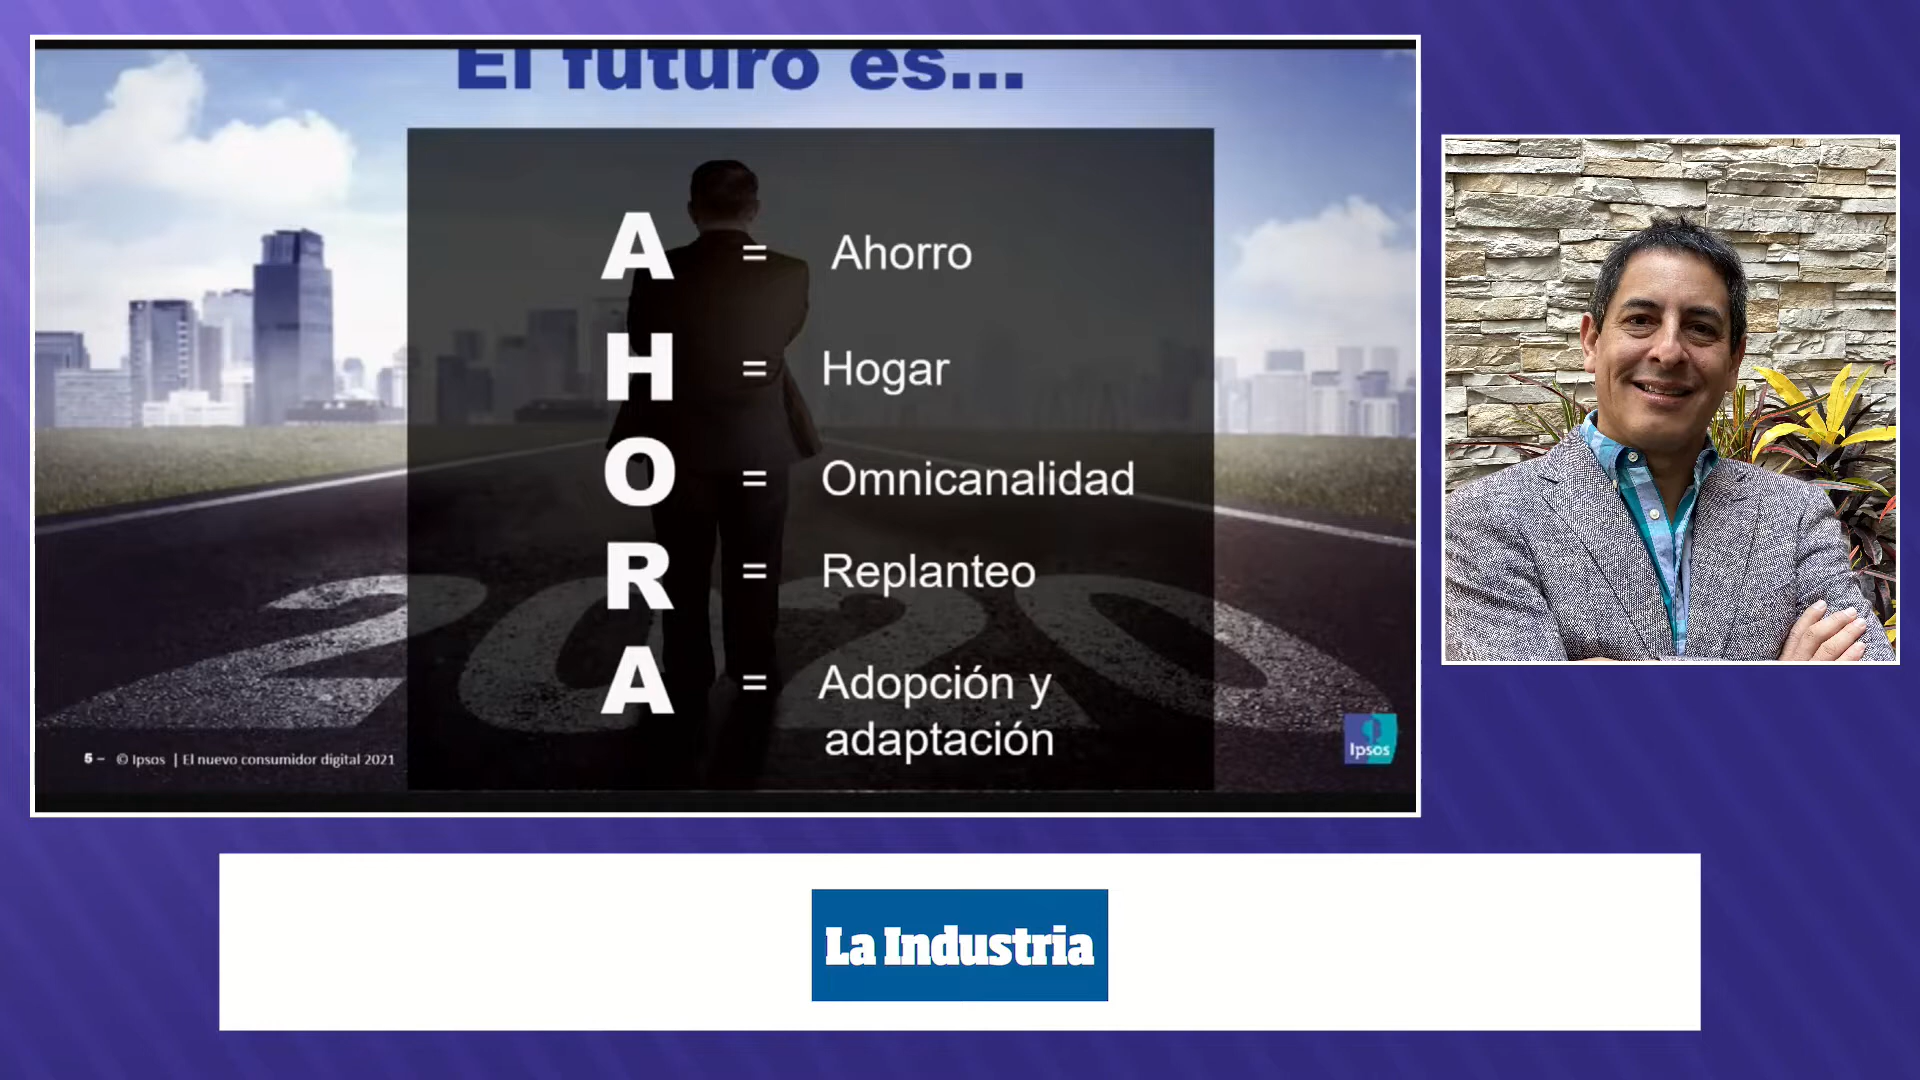 El futuro es...
A = Ahorro
H = Hogar
O = Omnicanalidad
R = Replanteo
A = Adopción y
adaptación
2020
5 – © Ipsos | El nuevo consumidor digital 2021
Ipsos
La Industria